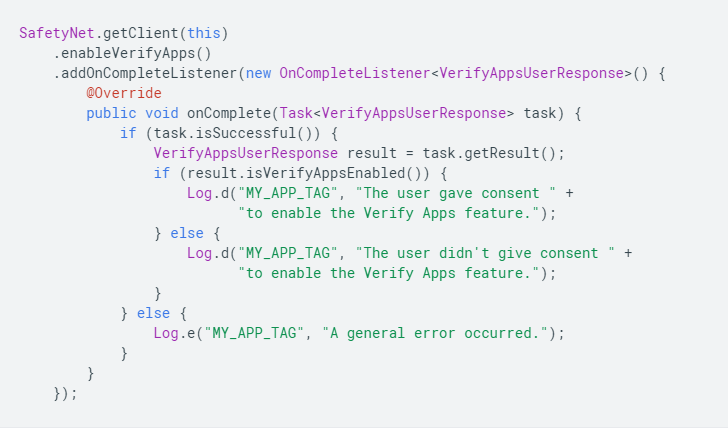 SafetyNet.getClient(this)
    .enableVerifyApps()
    .addOnCompleteListener(new OnCompleteListener<VerifyAppsUserResponse>() {
        @Override
        public void onComplete(Task<VerifyAppsUserResponse> task) {
            if (task.isSuccessful()) {
                VerifyAppsUserResponse result = task.getResult();
                if (result.isVerifyAppsEnabled()) {
                    Log.d("MY_APP_TAG", "The user gave consent " +
                          "to enable the Verify Apps feature.");
                } else {
                    Log.d("MY_APP_TAG", "The user didn't give consent " +
                          "to enable the Verify Apps feature.");
                }
            } else {
                Log.e("MY_APP_TAG", "A general error occurred.");
            }
        }
    });